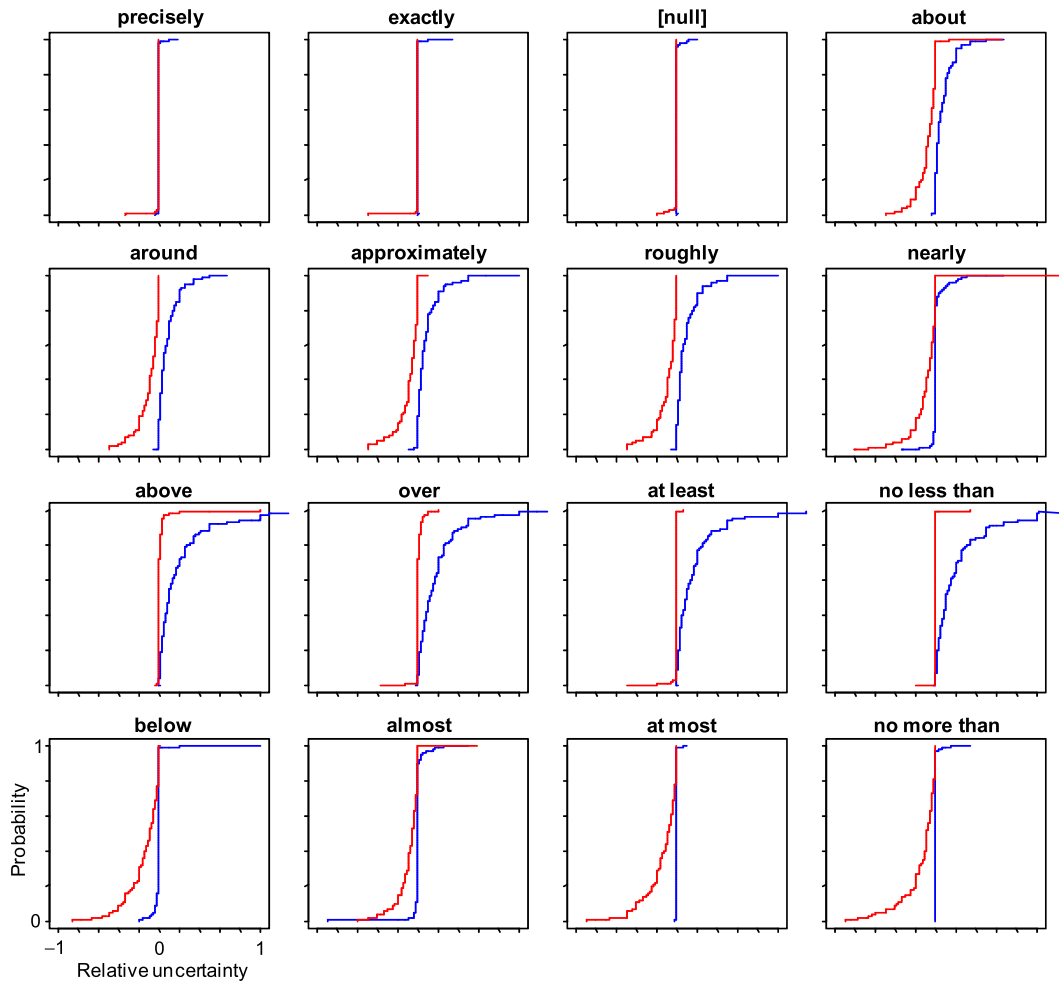 precisely exactly [null] about
around approximately roughly nearly
above over at least no less than
below almost at most no more than
1
Probability
0
−1 0 1
Relative uncertainty